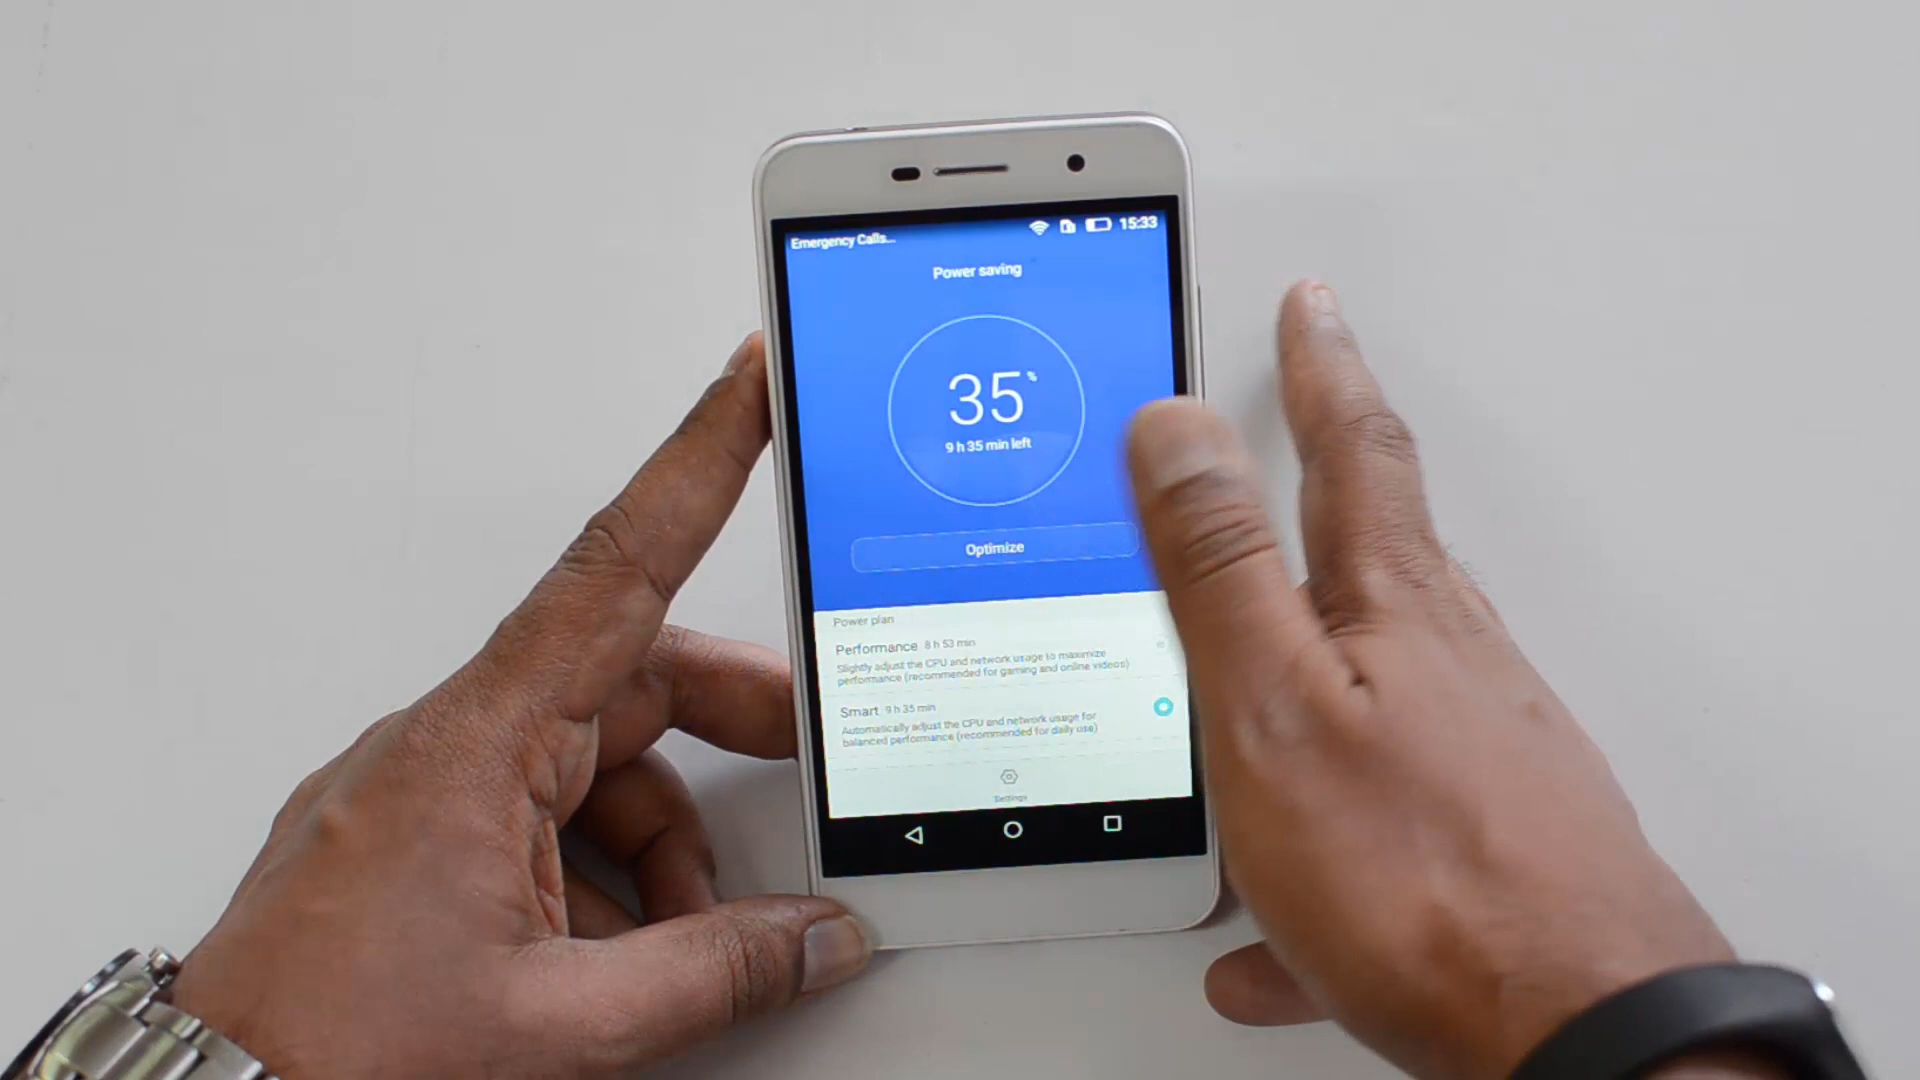 Emergency Calls... 15:33
Power saving
35%
9 h 35 min left
Optimize
Power plan
Performance 8 h 53 min
Slightly adjust the CPU and network usage to maximize
performance (recommended for gaming and online videos)
Smart 9 h 35 min
Automatically adjust the CPU and network usage for
balanced performance (recommended for daily use)
Settings